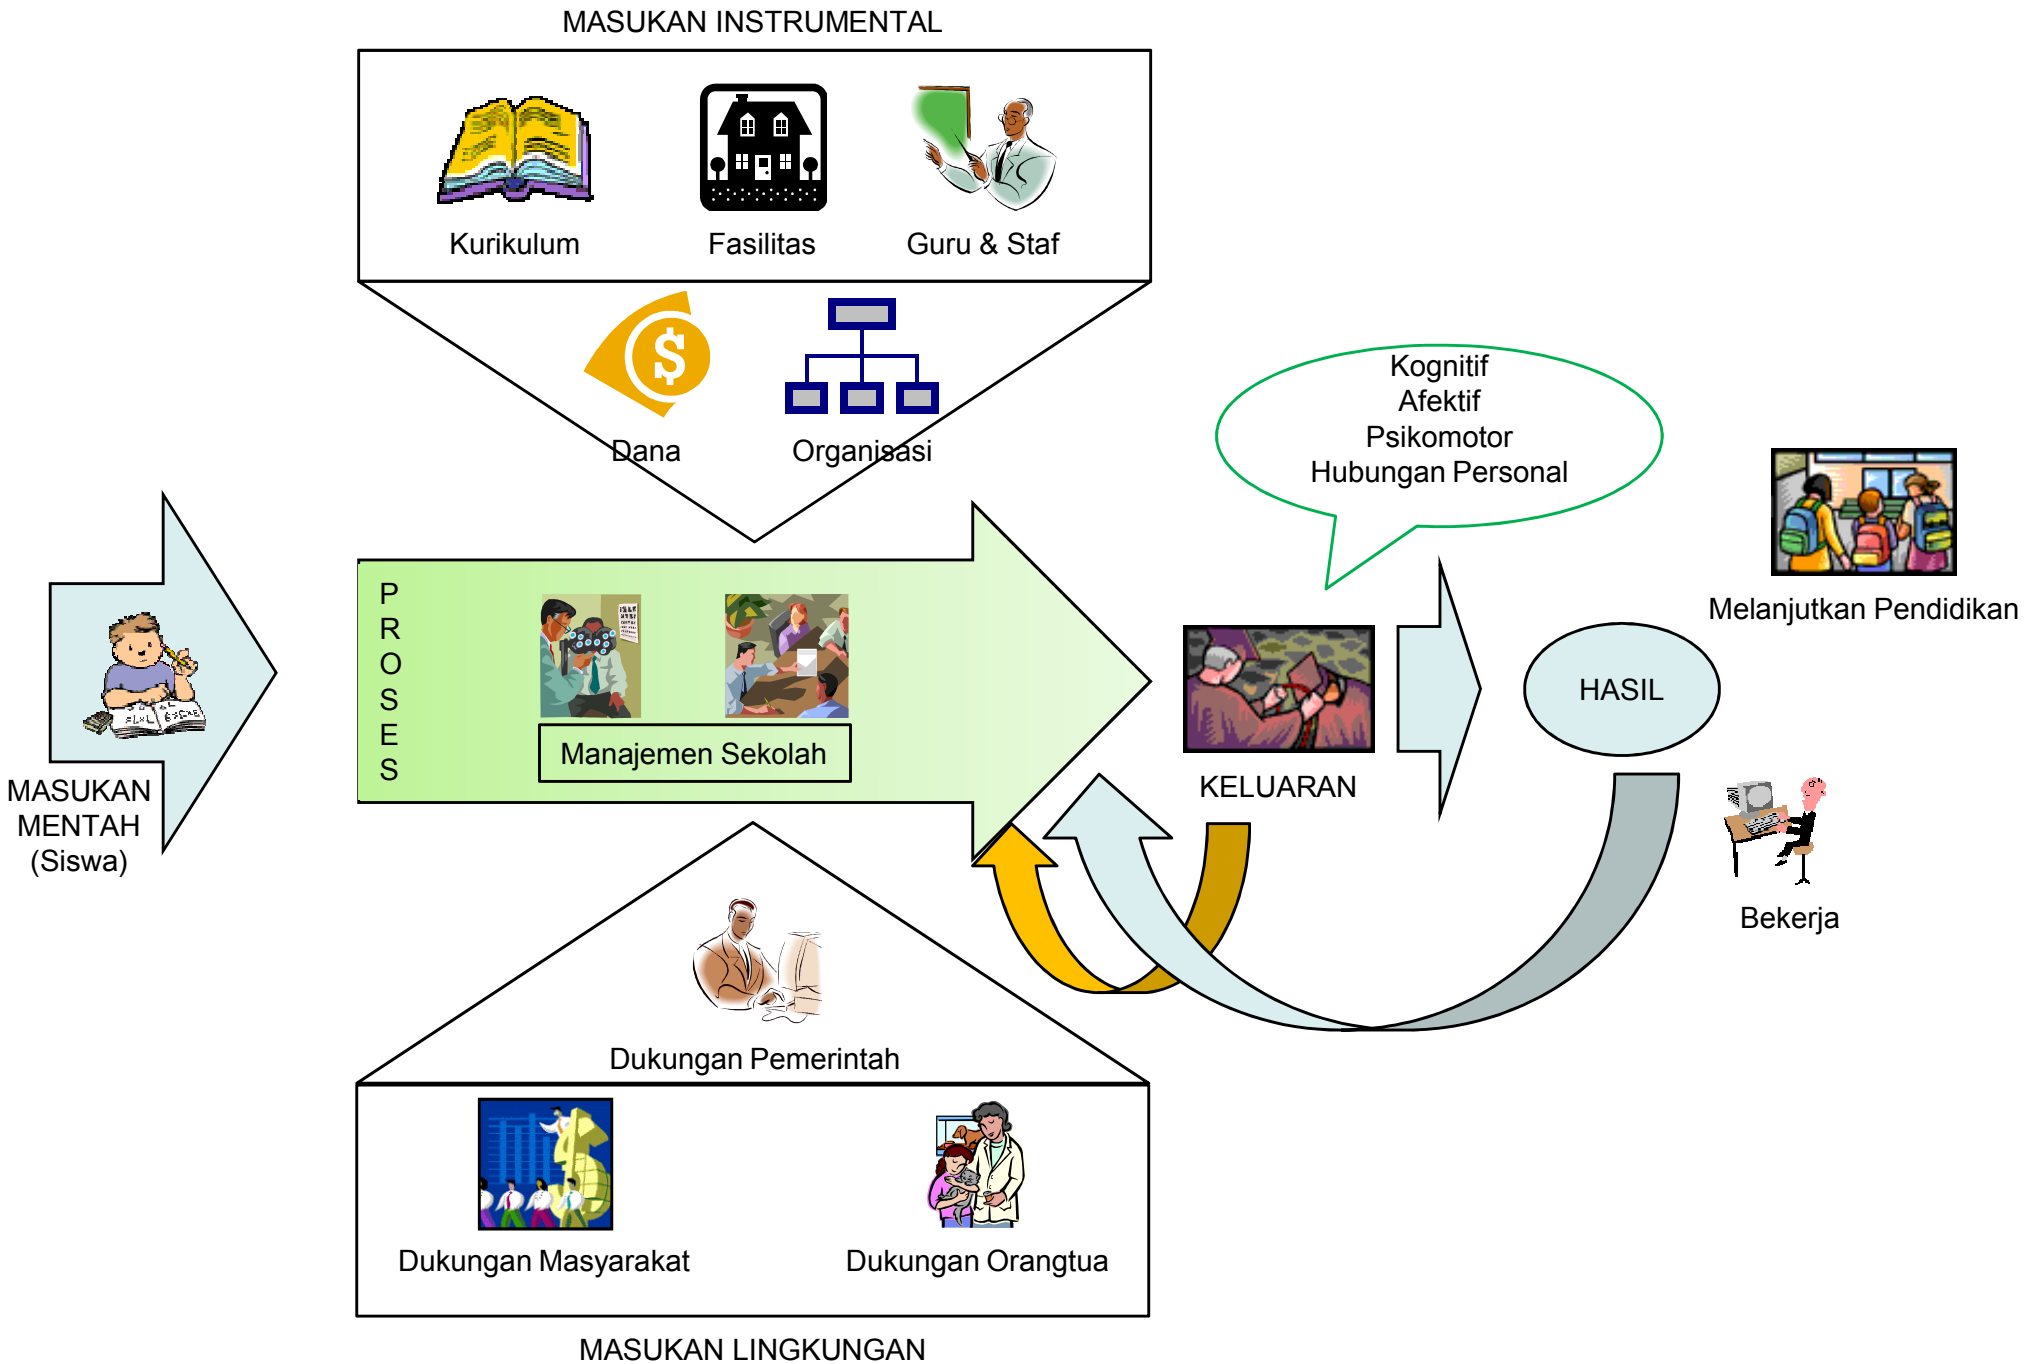 MASUKAN INSTRUMENTAL
Kurikulum
Fasilitas
Guru & Staf
Dana
Organisasi
Kognitif
Afektif
Psikomotor
Hubungan Personal
MASUKAN
MENTAH
(Siswa)
P
R
O
S
E
S
Manajemen Sekolah
KELUARAN
HASIL
Melanjutkan Pendidikan
Bekerja
Dukungan Pemerintah
Dukungan Masyarakat
Dukungan Orangtua
MASUKAN LINGKUNGAN